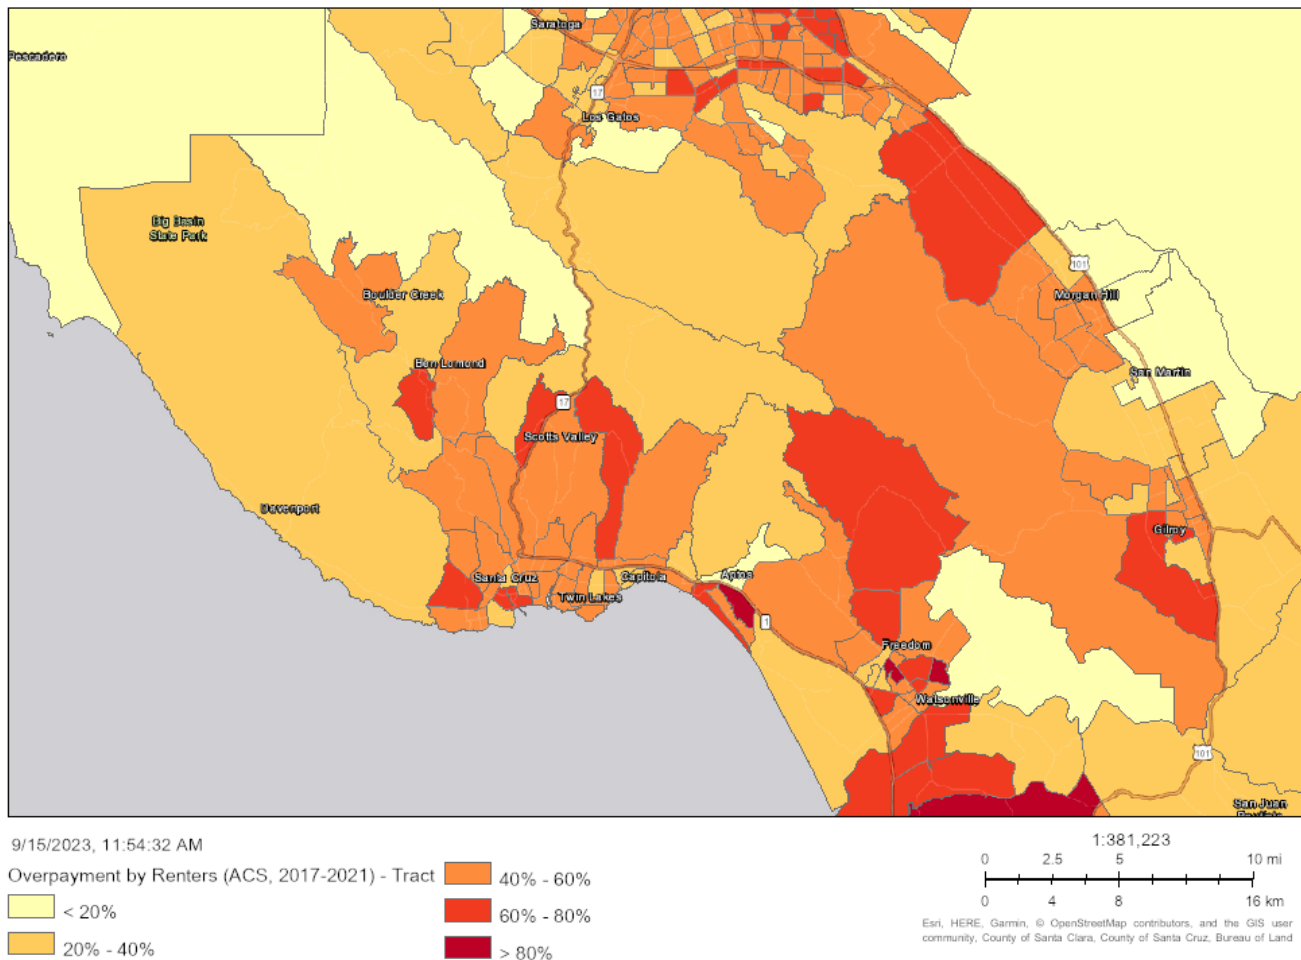 Saratoga
Pescadero
17
Los Gatos
Big Basin
State Park
101
Boulder Creek
Morgan Hill
Ben Lomond
San Martin
17
Scotts Valley
Davenport
Gilroy
Santa Cruz
Capitola
Aptos
Twin Lakes
1
Freedom
Watsonville
101
San Juan
Bautista
9/15/2023, 11:54:32 AM
Overpayment by Renters (ACS, 2017-2021) - Tract
< 20%
20% - 40%
40% - 60%
60% - 80%
> 80%
1:381,223
0 2.5 5 10 mi
0 4 8 16 km
Esri, HERE, Garmin, © OpenStreetMap contributors, and the GIS user
community, County of Santa Clara, County of Santa Cruz, Bureau of Land